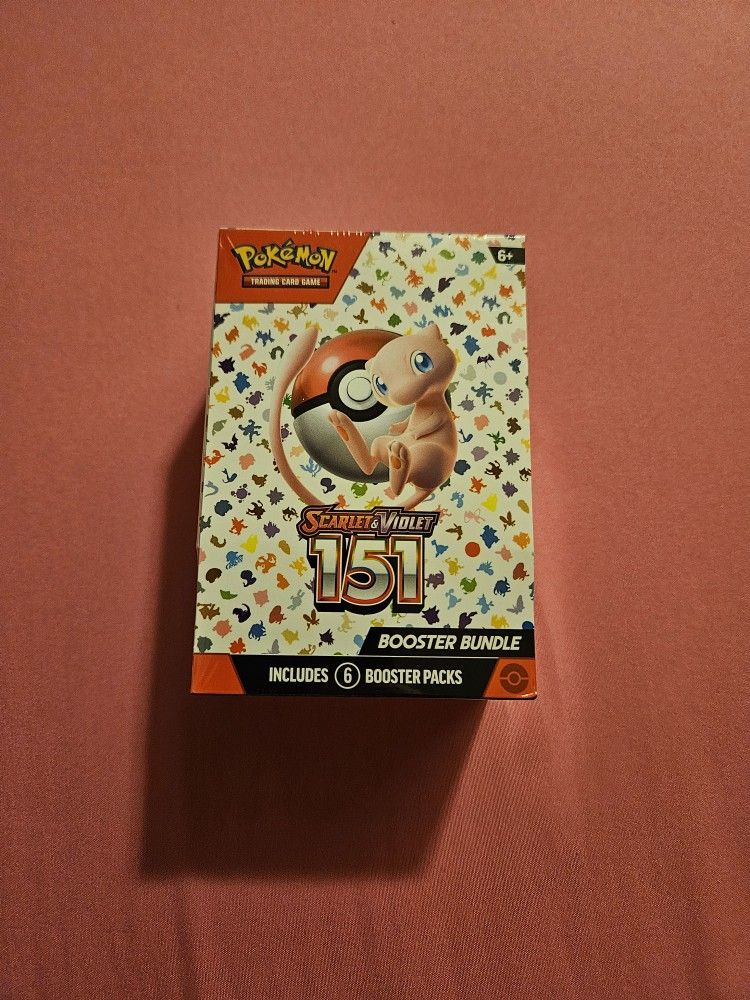 POKéMON
TRADING CARD GAME
6+
SCARLET & VIOLET
151
BOOSTER BUNDLE
INCLUDES 6 BOOSTER PACKS